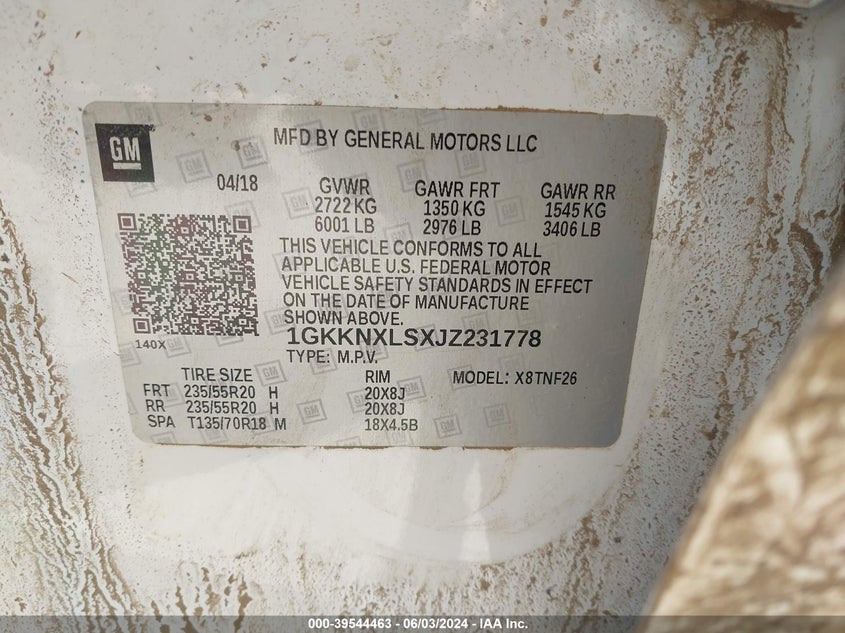 GM
MFD BY GENERAL MOTORS LLC
04/18 GVWR GAWR FRT GAWR RR
2722 KG 1350 KG 1545 KG
6001 LB 2976 LB 3406 LB
THIS VEHICLE CONFORMS TO ALL
APPLICABLE U.S. FEDERAL MOTOR
VEHICLE SAFETY STANDARDS IN EFFECT
ON THE DATE OF MANUFACTURE
SHOWN ABOVE.
140X 1GKKNXLSXJZ231778
TYPE: M.P.V.
TIRE SIZE RIM MODEL: X8TNF26
FRT 235/55R20 H 20X8J
RR 235/55R20 H 20X8J
SPA T135/70R18 M 18X4.5B
000-39544463 - 06/03/2024 - IAA Inc.